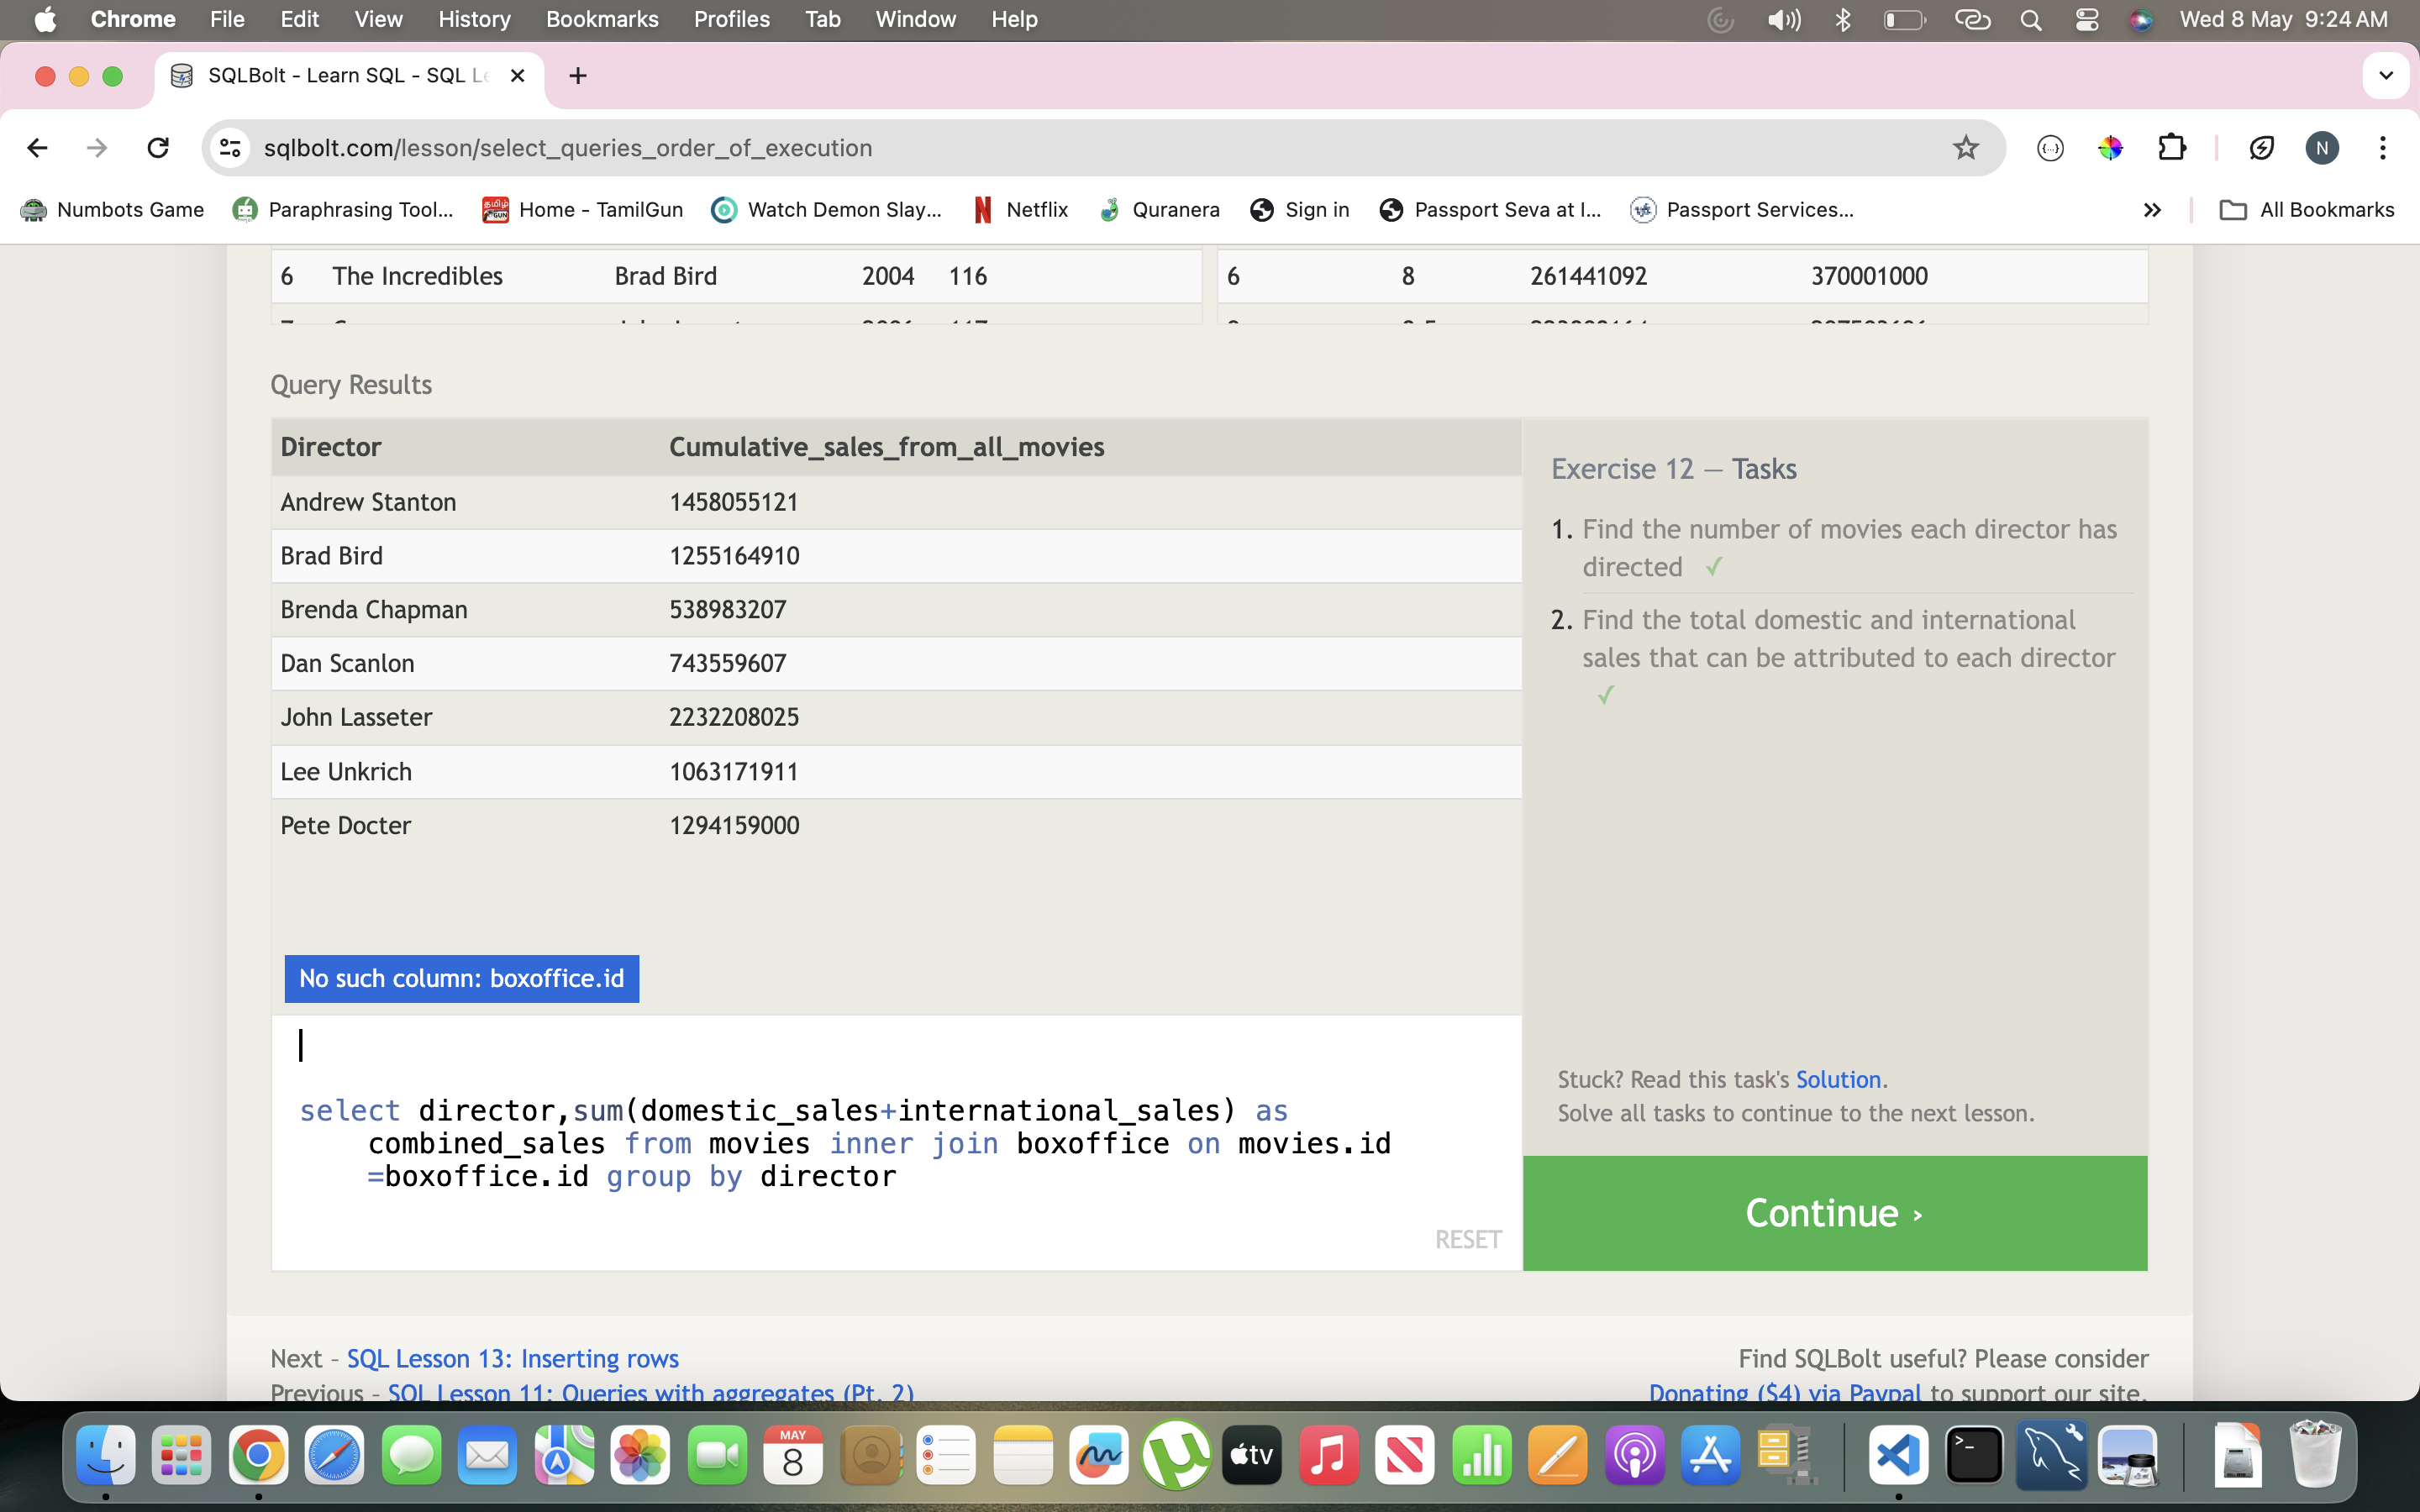 Chrome File Edit View History Bookmarks Profiles Tab Window Help Wed 8 May 9:24 AM
SQLBolt - Learn SQL - SQL Le
sqlbolt.com/lesson/select_queries_order_of_execution N
Numbots Game Paraphrasing Tool... Home - TamilGun Watch Demon Slay... Netflix Quranera Sign in Passport Seva at I... Passport Services... All Bookmarks
6 The Incredibles Brad Bird 2004 116 6 8 261441092 370001000
Query Results
Director Cumulative_sales_from_all_movies
Andrew Stanton 1458055121
Brad Bird 1255164910
Brenda Chapman 538983207
Dan Scanlon 743559607
John Lasseter 2232208025
Lee Unkrich 1063171911
Pete Docter 1294159000
No such column: boxoffice.id
select director,sum(domestic_sales+international_sales) as
combined_sales from movies inner join boxoffice on movies.id
=boxoffice.id group by director
RESET
Exercise 12 — Tasks
1. Find the number of movies each director has
directed ✓
2. Find the total domestic and international
sales that can be attributed to each director
✓
Stuck? Read this task's Solution.
Solve all tasks to continue to the next lesson.
Continue ›
Next – SQL Lesson 13: Inserting rows
Previous – SQL Lesson 11: Queries with aggregates (Pt. 2)
Find SQLBolt useful? Please consider
Donating ($4) via Paypal to support our site.
MAY
8
tv